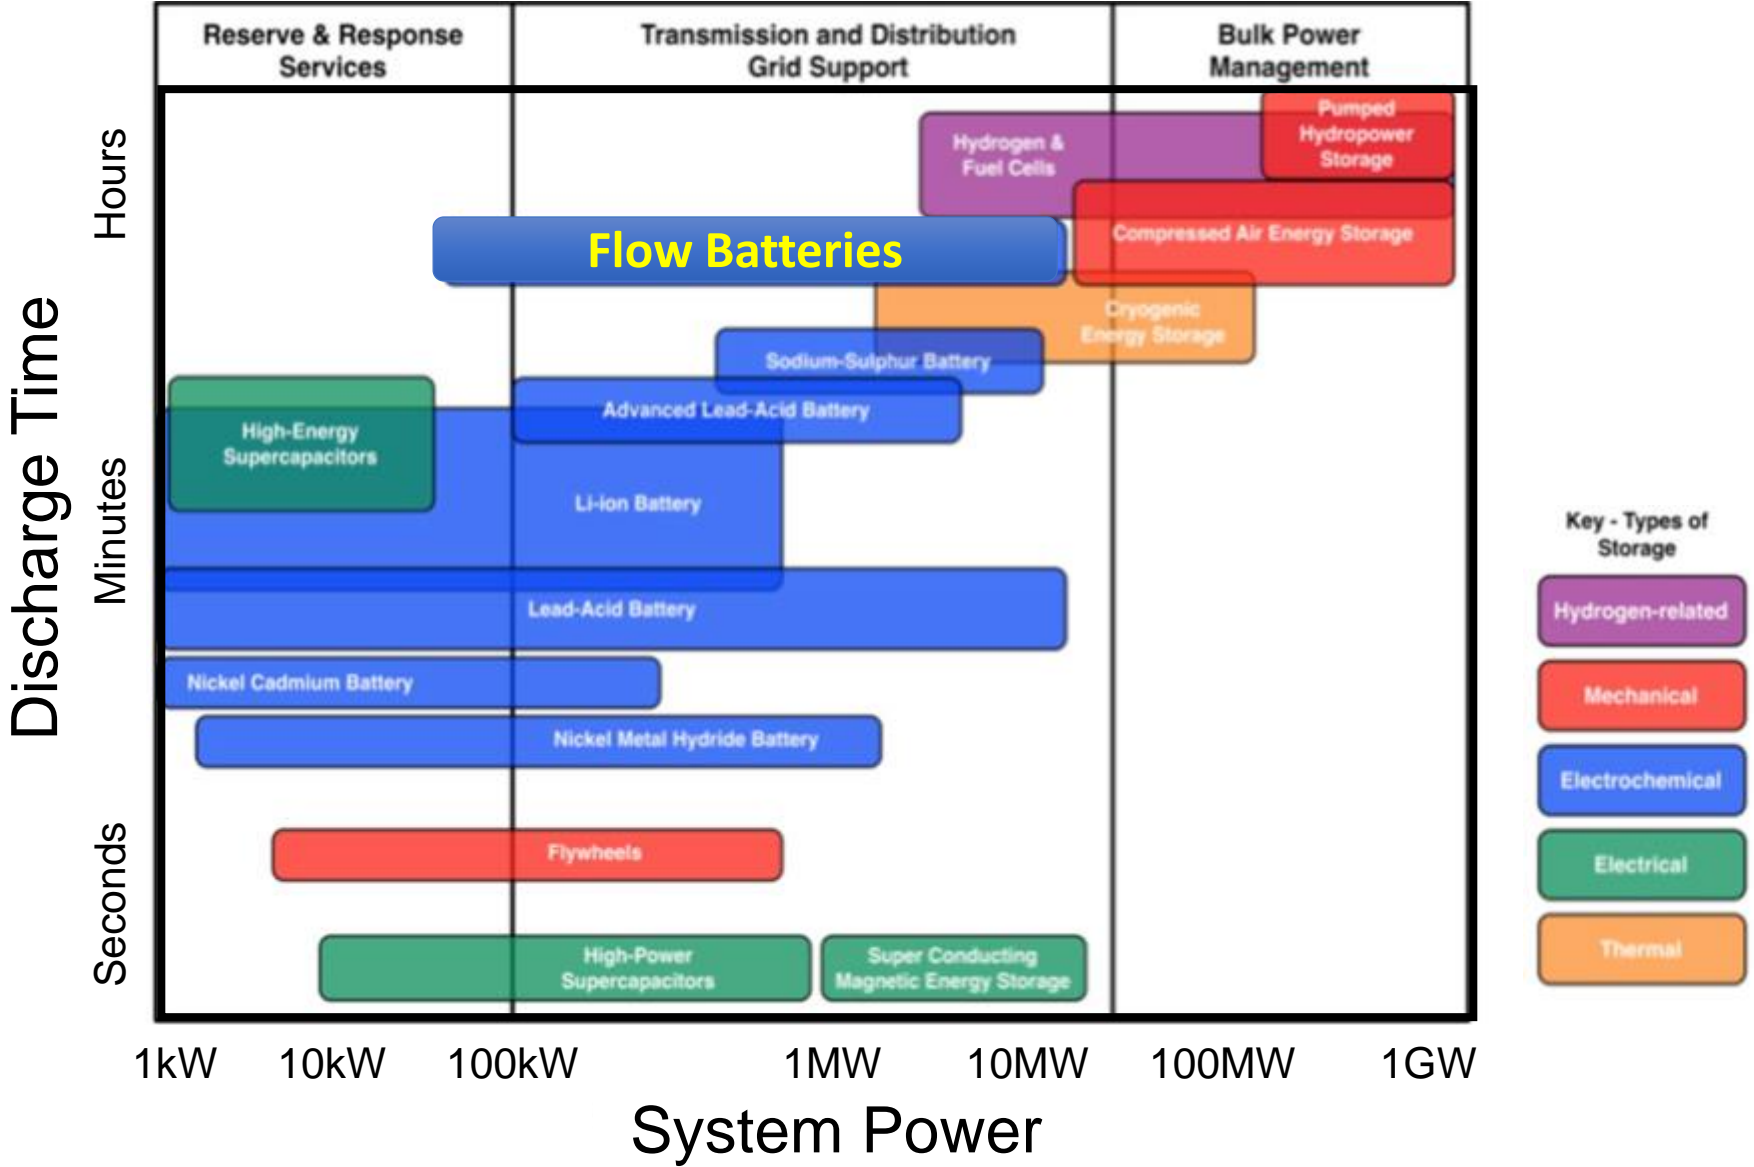 Reserve & Response
Services
Transmission and Distribution
Grid Support
Bulk Power
Management
Discharge Time
Hours
Minutes
Seconds
Pumped
Hydropower
Storage
Hydrogen &
Fuel Cells
Compressed Air Energy Storage
Flow Batteries
Cryogenic
Energy Storage
Sodium-Sulphur Battery
Advanced Lead-Acid Battery
High-Energy
Supercapacitors
Li-ion Battery
Lead-Acid Battery
Nickel Cadmium Battery
Nickel Metal Hydride Battery
Flywheels
High-Power
Supercapacitors
Super Conducting
Magnetic Energy Storage
1kW 10kW 100kW 1MW 10MW 100MW 1GW
System Power
Key - Types of
Storage
Hydrogen-related
Mechanical
Electrochemical
Electrical
Thermal